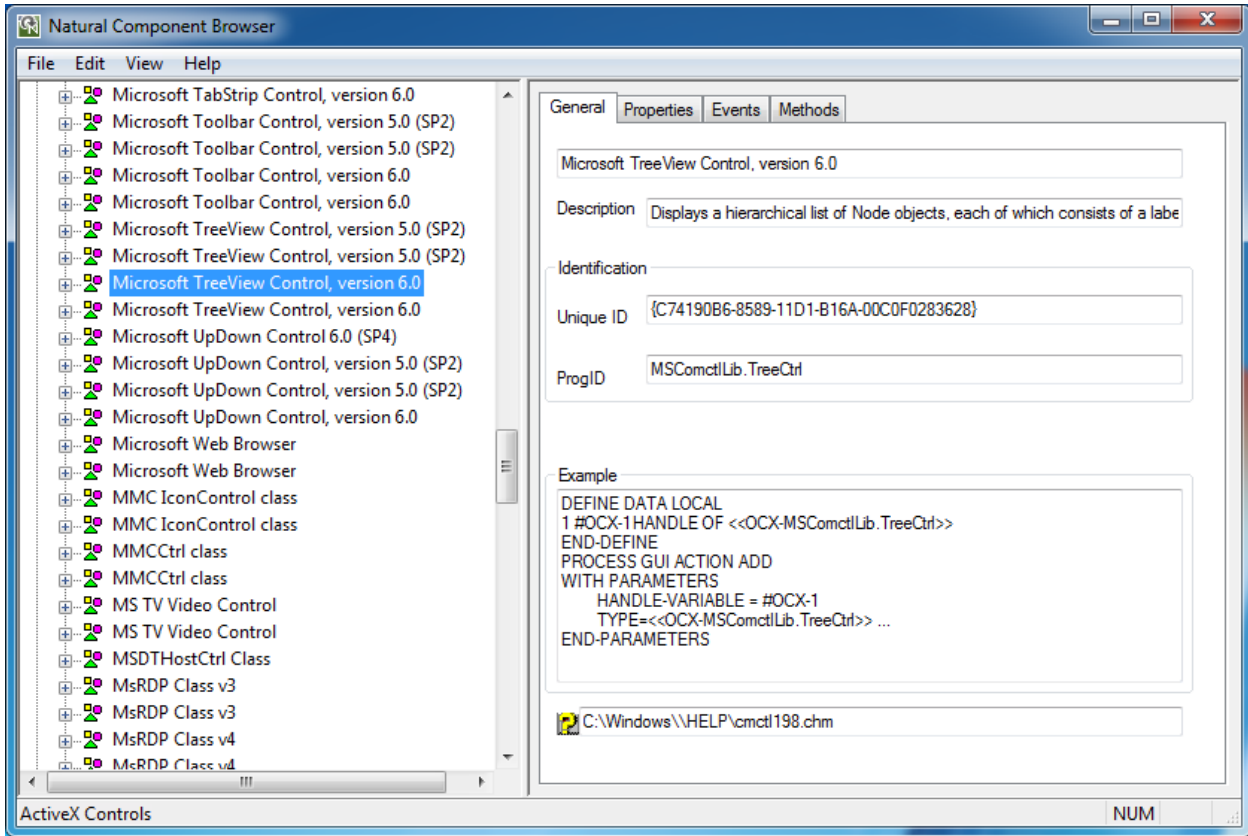 Natural Component Browser
File Edit View Help
Microsoft TabStrip Control, version 6.0
Microsoft Toolbar Control, version 5.0 (SP2)
Microsoft Toolbar Control, version 5.0 (SP2)
Microsoft Toolbar Control, version 6.0
Microsoft Toolbar Control, version 6.0
Microsoft TreeView Control, version 5.0 (SP2)
Microsoft TreeView Control, version 5.0 (SP2)
Microsoft TreeView Control, version 6.0
Microsoft TreeView Control, version 6.0
Microsoft UpDown Control 6.0 (SP4)
Microsoft UpDown Control, version 5.0 (SP2)
Microsoft UpDown Control, version 5.0 (SP2)
Microsoft UpDown Control, version 6.0
Microsoft Web Browser
Microsoft Web Browser
MMC IconControl class
MMC IconControl class
MMCCtrl class
MMCCtrl class
MS TV Video Control
MS TV Video Control
MSDTHostCtrl Class
MsRDP Class v3
MsRDP Class v3
MsRDP Class v4
MsRDP Class v4
General Properties Events Methods
Microsoft TreeView Control, version 6.0
Description Displays a hierarchical list of Node objects, each of which consists of a labe
Identification
Unique ID {C74190B6-8589-11D1-B16A-00C0F0283628}
ProgID MSComctlLib.TreeCtrl
Example
DEFINE DATA LOCAL
1 #OCX-1 HANDLE OF <<OCX-MSComctlLib.TreeCtrl>>
END-DEFINE
PROCESS GUI ACTION ADD
WITH PARAMETERS
HANDLE-VARIABLE = #OCX-1
TYPE=<<OCX-MSComctlLib.TreeCtrl>> ...
END-PARAMETERS
C:\Windows\\HELP\cmctl198.chm
ActiveX Controls NUM